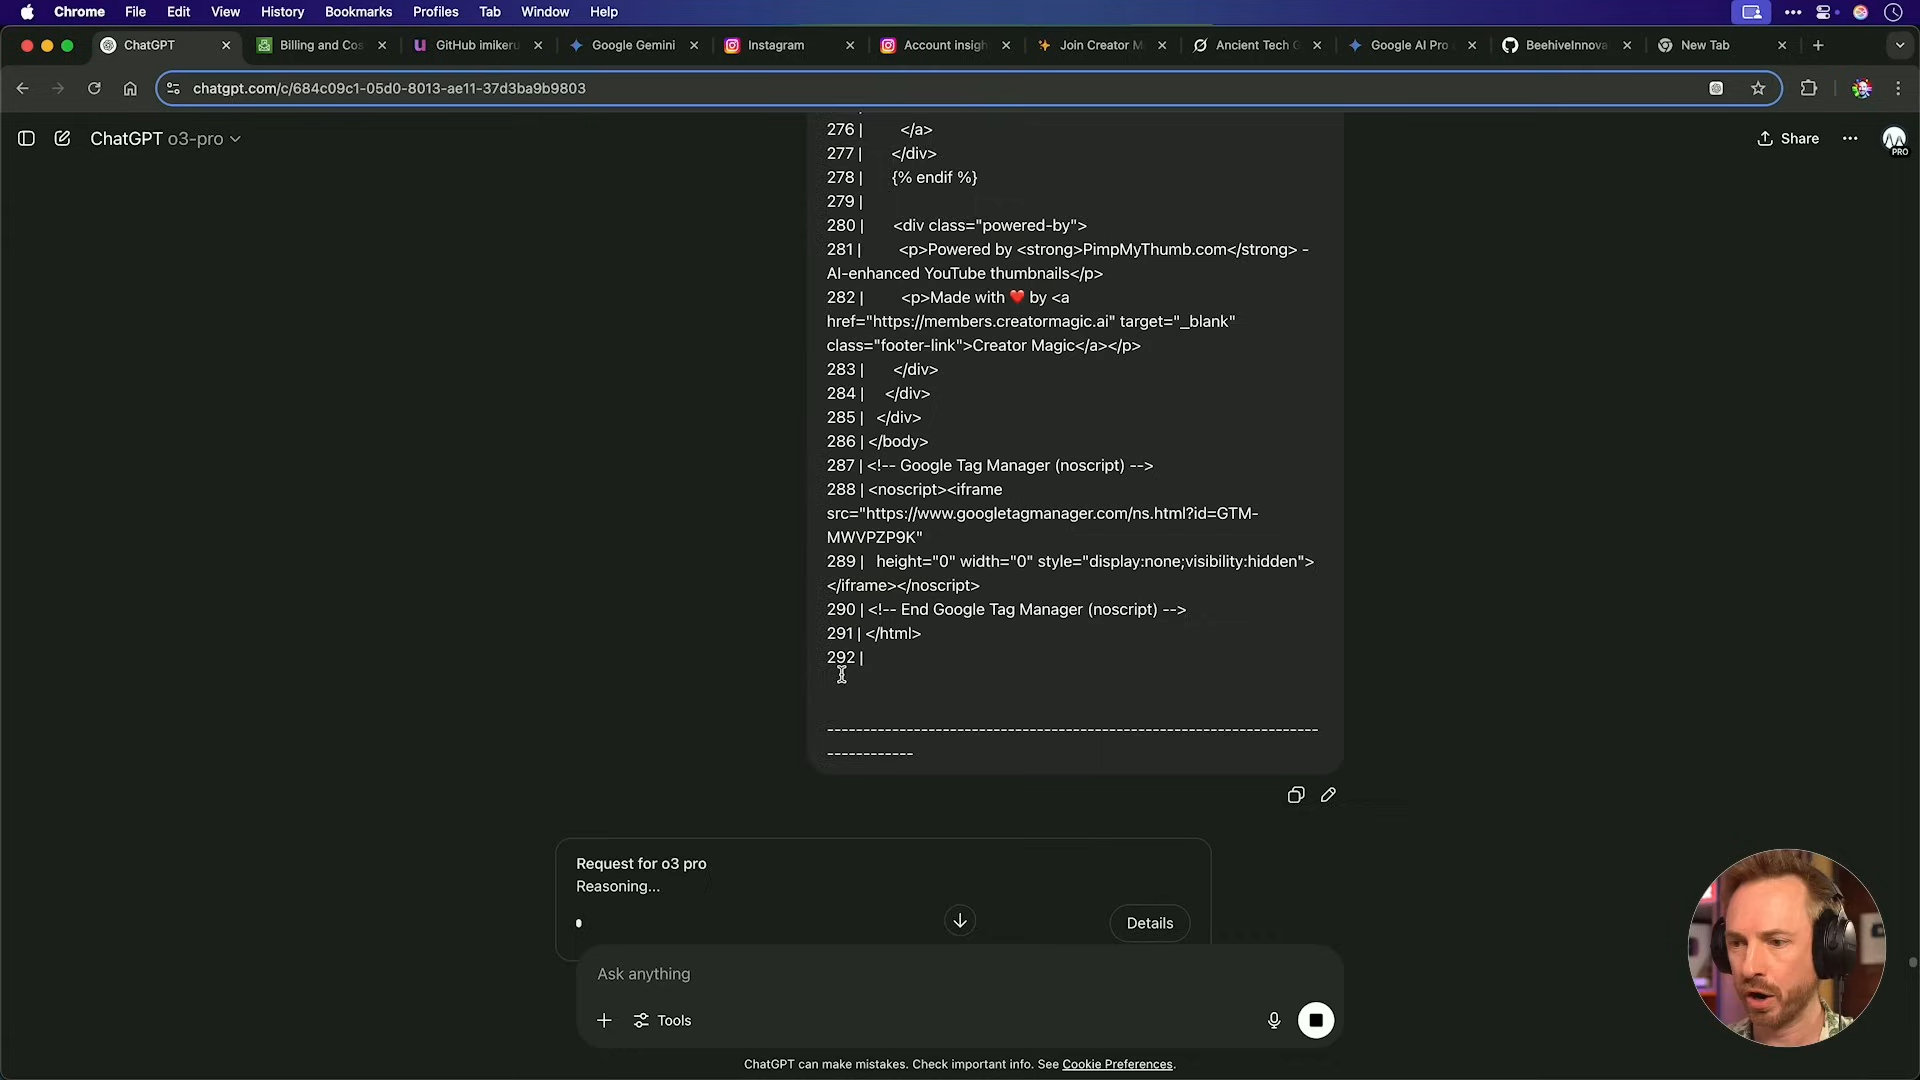 Chrome File Edit View History Bookmarks Profiles Tab Window Help
ChatGPT Billing and Cos GitHub imikeru Google Gemini Instagram Account insigh Join Creator M Ancient Tech Google AI Pro BeehiveInnova New Tab
chatgpt.com/c/684c09c1-05d0-8013-ae11-37d3ba9b9803
ChatGPT o3-pro Share PRO
276 | </a>
277 | </div>
278 | {% endif %}
279 |
280 | <div class="powered-by">
281 | <p>Powered by <strong>PimpMyThumb.com</strong> -
AI-enhanced YouTube thumbnails</p>
282 | <p>Made with ❤️ by <a
href="https://members.creatormagic.ai" target="_blank"
class="footer-link">Creator Magic</a></p>
283 | </div>
284 | </div>
285 | </div>
286 | </body>
287 | <!-- Google Tag Manager (noscript) -->
288 | <noscript><iframe
src="https://www.googletagmanager.com/ns.html?id=GTM-
MWVPZP9K"
289 | height="0" width="0" style="display:none;visibility:hidden">
</iframe></noscript>
290 | <!-- End Google Tag Manager (noscript) -->
291 | </html>
292 |
--------------------------------------------------------------------
------------
Request for o3 pro
Reasoning...
Details
Ask anything
Tools
ChatGPT can make mistakes. Check important info. See Cookie Preferences.